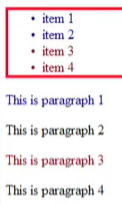 • item 1
• item 2
• item 3
• item 4
This is paragraph 1
This is paragraph 2
This is paragraph 3
This is paragraph 4